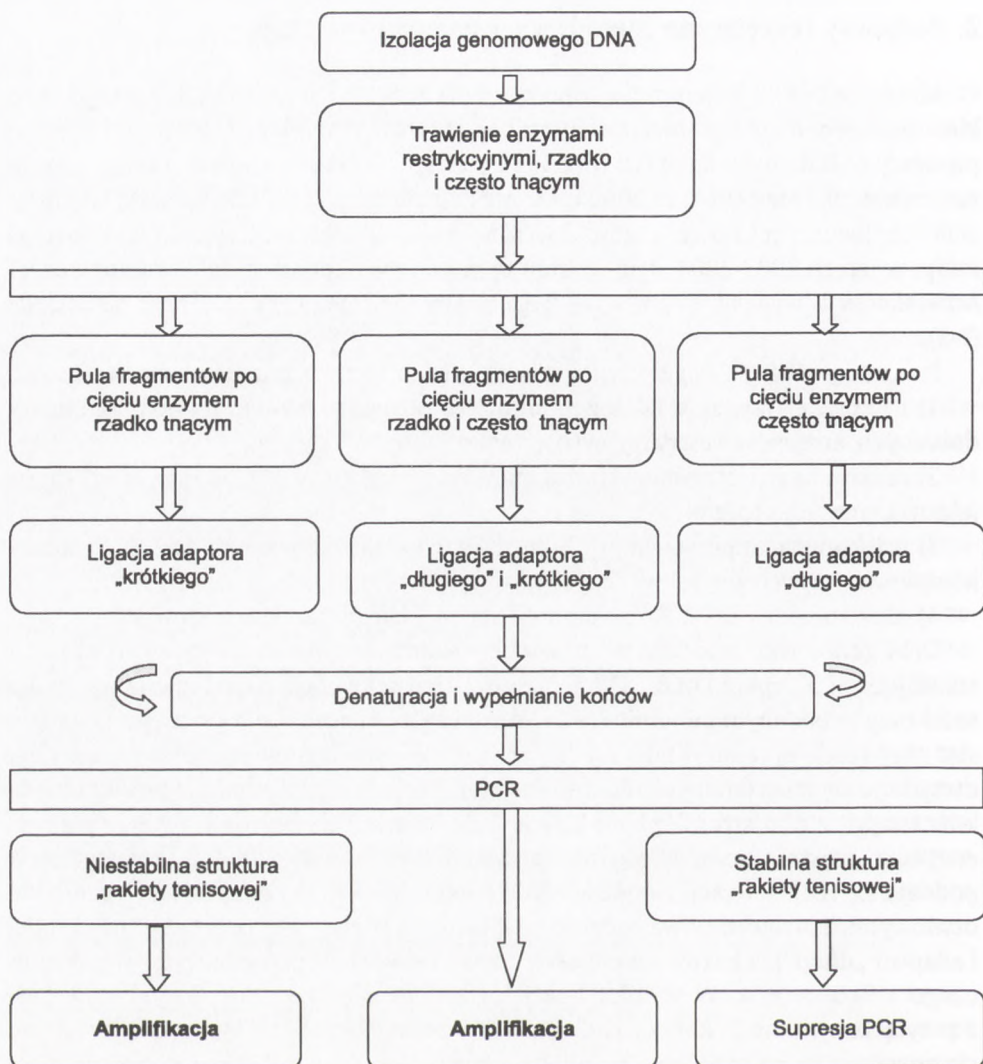 Izolacja genomowego DNA
Trawienie enzymami
restrykcyjnymi, rzadko
i często tnącym
Pula fragmentów po
cięciu enzymem
rzadko tnącym
Pula fragmentów po
cięciu enzymem
rzadko i często tnącym
Pula fragmentów po
cięciu enzymem
często tnącym
Ligacja adaptora
„krótkiego”
Ligacja adaptora
„długiego” i „krótkiego”
Ligacja adaptora
„długiego”
Denaturacja i wypełnianie końców
PCR
Niestabilna struktura
„rakiety tenisowej”
Stabilna struktura
„rakiety tenisowej”
Amplifikacja
Amplifikacja
Supresja PCR